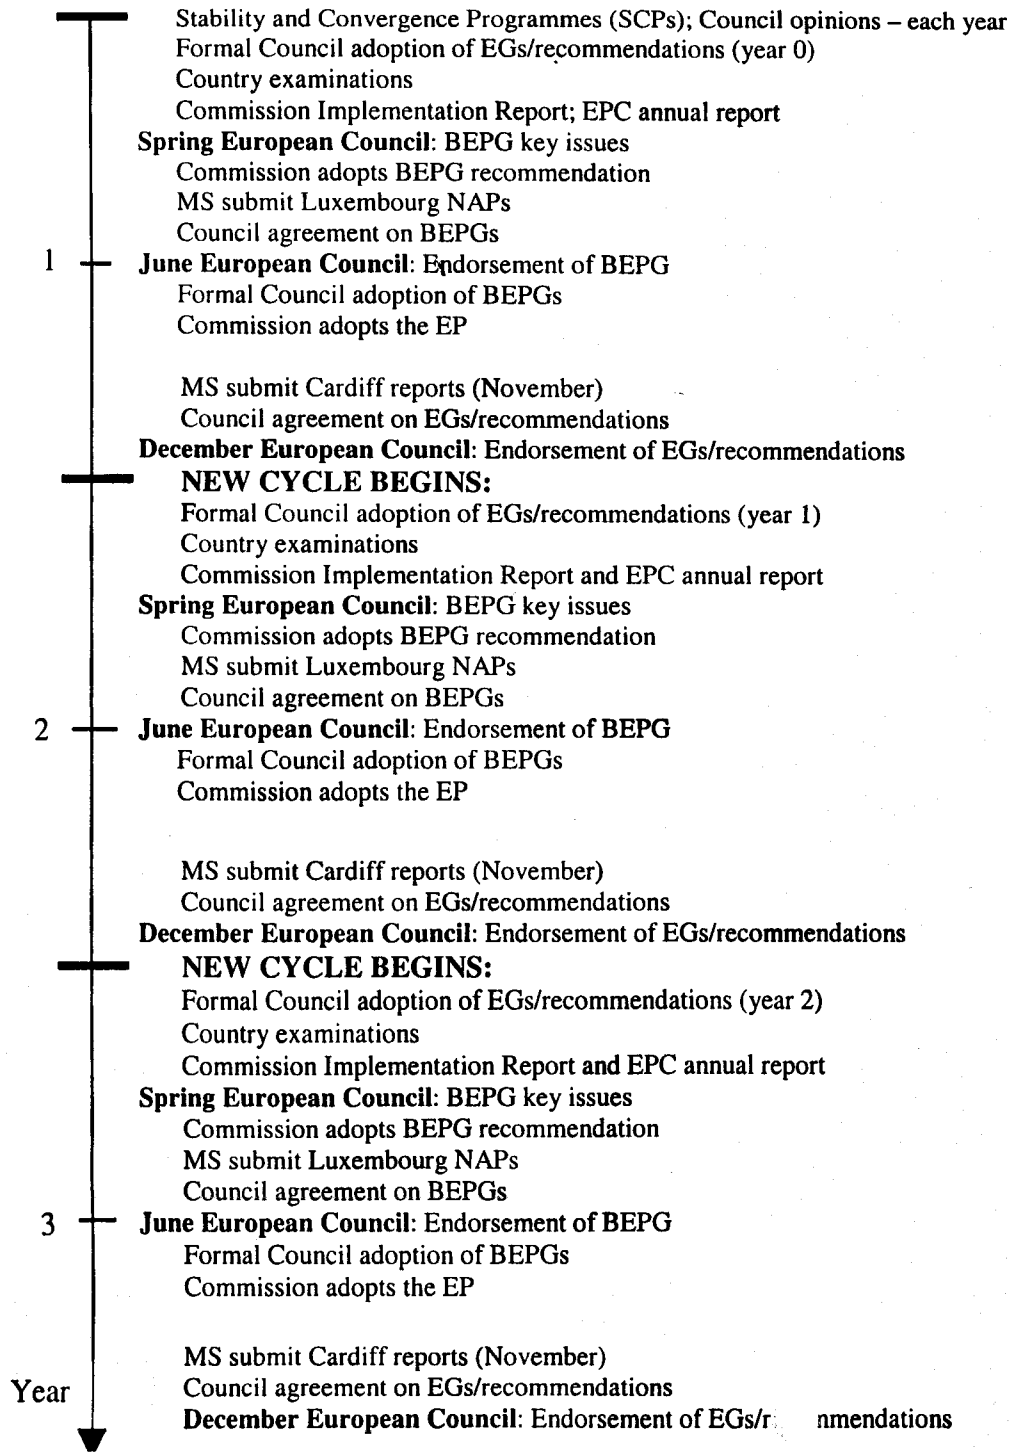 Stability and Convergence Programmes (SCPs); Council opinions – each year
Formal Council adoption of EGs/recommendations (year 0)
Country examinations
Commission Implementation Report; EPC annual report
Spring European Council: BEPG key issues
Commission adopts BEPG recommendation
MS submit Luxembourg NAPs
Council agreement on BEPGs
1 June European Council: Endorsement of BEPG
Formal Council adoption of BEPGs
Commission adopts the EP
MS submit Cardiff reports (November)
Council agreement on EGs/recommendations
December European Council: Endorsement of EGs/recommendations
NEW CYCLE BEGINS:
Formal Council adoption of EGs/recommendations (year 1)
Country examinations
Commission Implementation Report and EPC annual report
Spring European Council: BEPG key issues
Commission adopts BEPG recommendation
MS submit Luxembourg NAPs
Council agreement on BEPGs
2 June European Council: Endorsement of BEPG
Formal Council adoption of BEPGs
Commission adopts the EP
MS submit Cardiff reports (November)
Council agreement on EGs/recommendations
December European Council: Endorsement of EGs/recommendations
NEW CYCLE BEGINS:
Formal Council adoption of EGs/recommendations (year 2)
Country examinations
Commission Implementation Report and EPC annual report
Spring European Council: BEPG key issues
Commission adopts BEPG recommendation
MS submit Luxembourg NAPs
Council agreement on BEPGs
3 June European Council: Endorsement of BEPG
Formal Council adoption of BEPGs
Commission adopts the EP
MS submit Cardiff reports (November)
Year Council agreement on EGs/recommendations
December European Council: Endorsement of EGs/r nmendations